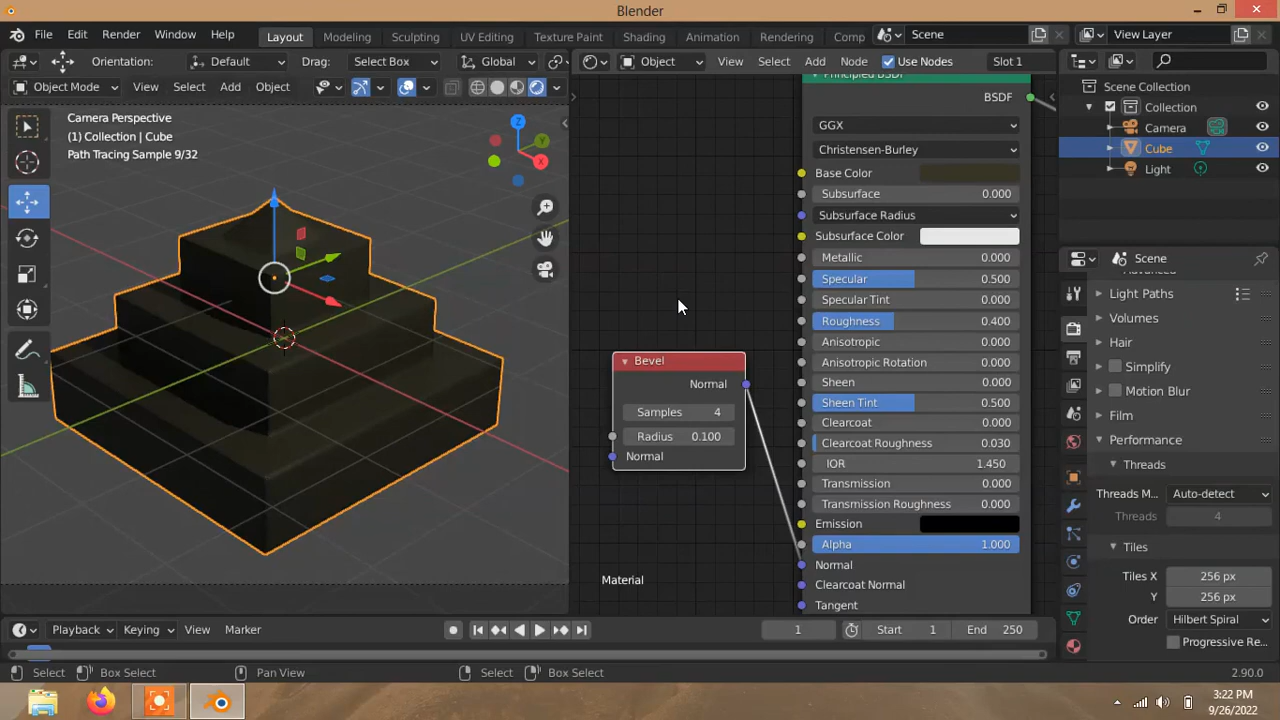 Blender
File Edit Render Window Help Layout Modeling Sculpting UV Editing Texture Paint Shading Animation Rendering Comp Scene View Layer
Orientation: Default Drag: Select Box Global
Object Mode View Select Add Object
Object View Select Add Node Use Nodes Slot 1
Camera Perspective
(1) Collection | Cube
Path Tracing Sample 9/32
Z
Y
X
Principled BSDF
BSDF
GGX
Christensen-Burley
Base Color
Subsurface 0.000
Subsurface Radius
Subsurface Color
Metallic 0.000
Specular 0.500
Specular Tint 0.000
Roughness 0.400
Anisotropic 0.000
Anisotropic Rotation 0.000
Sheen 0.000
Sheen Tint 0.500
Clearcoat 0.000
Clearcoat Roughness 0.030
IOR 1.450
Transmission 0.000
Transmission Roughness 0.000
Emission
Alpha 1.000
Normal
Clearcoat Normal
Tangent
Bevel
Normal
Samples 4
Radius 0.100
Normal
Material
Scene Collection
Collection
Camera
Cube
Light
Scene
Light Paths
Volumes
Hair
Simplify
Motion Blur
Film
Performance
Threads
Threads M... Auto-detect
Threads 4
Tiles
Tiles X 256 px
Y 256 px
Order Hilbert Spiral
Progressive Re...
Playback Keying View Marker 1 Start 1 End 250
Select Box Select Pan View Select Box Select 2.90.0
3:22 PM
9/26/2022